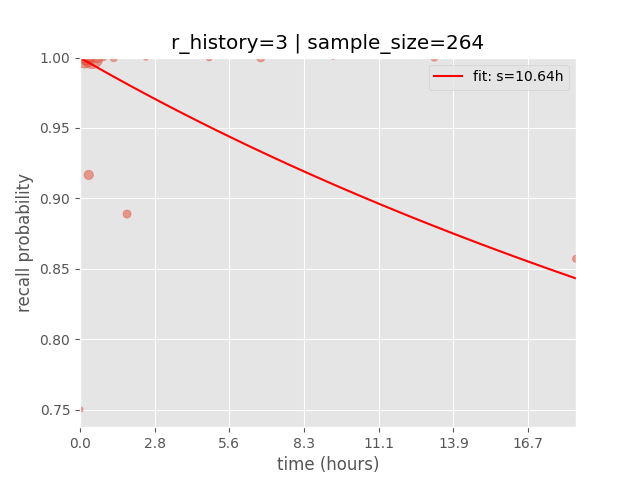 r_history=3 | sample_size=264
fit: s=10.64h
recall probability
1.00
0.95
0.90
0.85
0.80
0.75
0.0 2.8 5.6 8.3 11.1 13.9 16.7
time (hours)